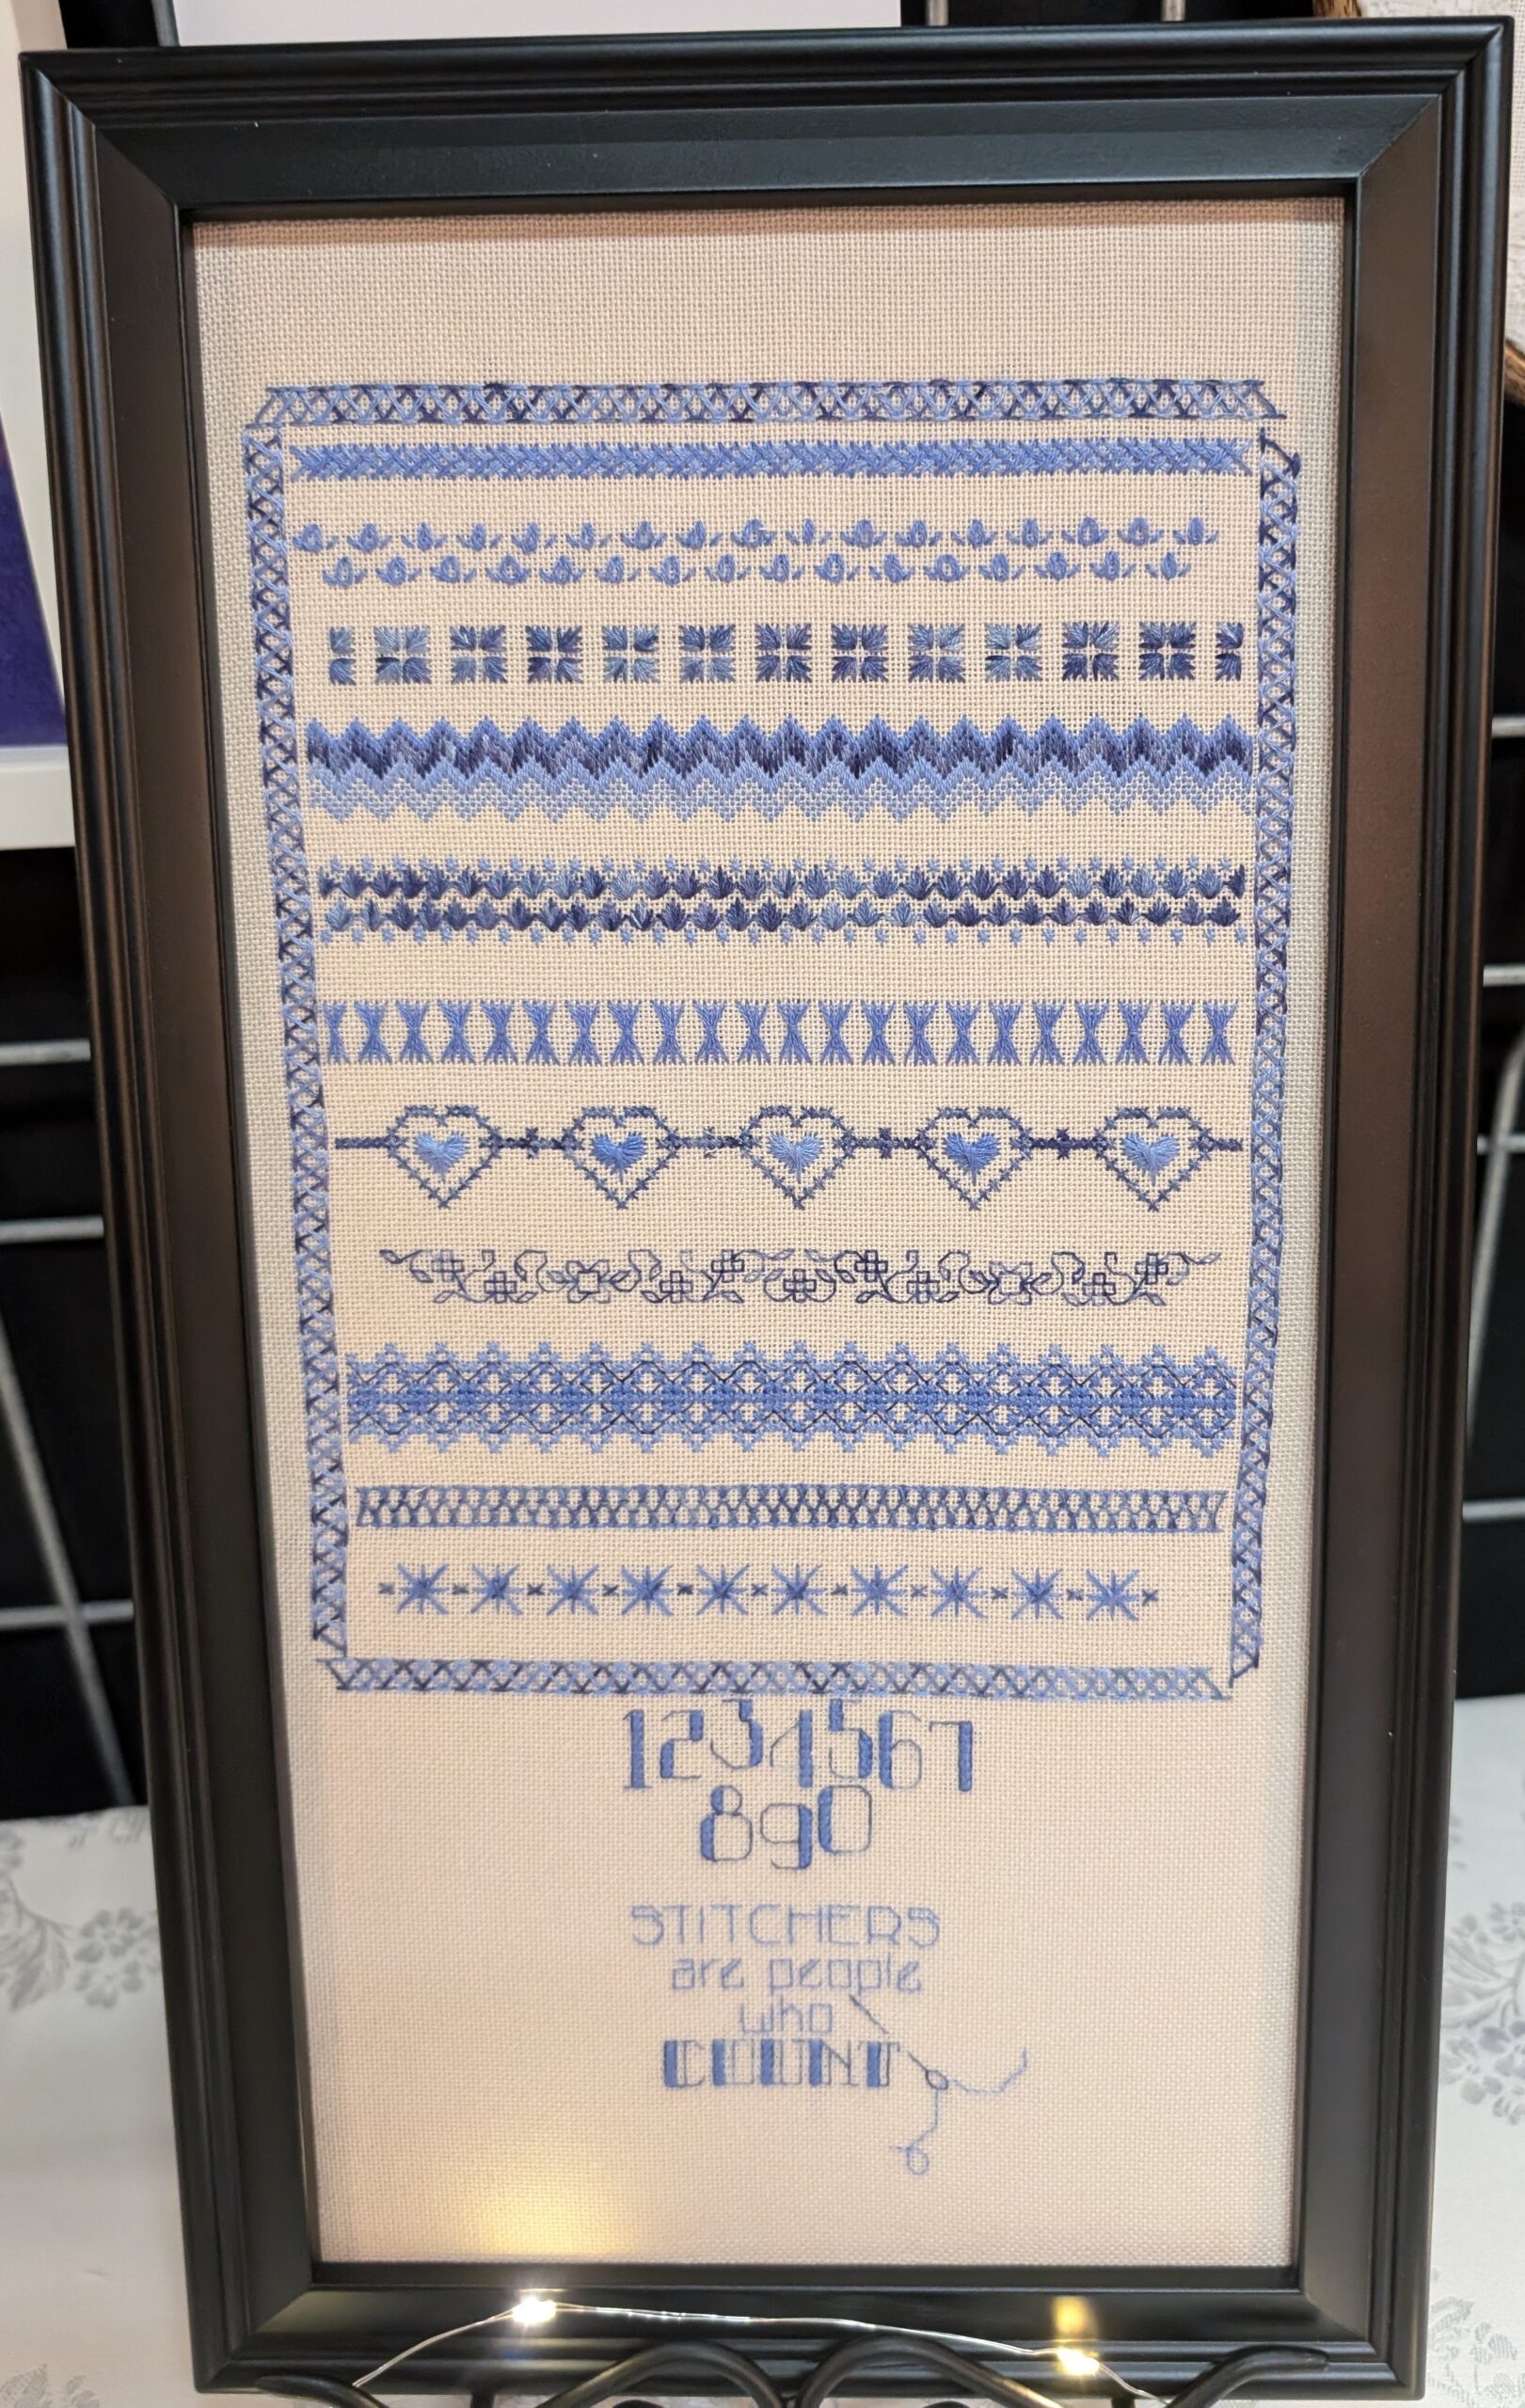 1234567
890
STITCHERS
are people
who
COUNT